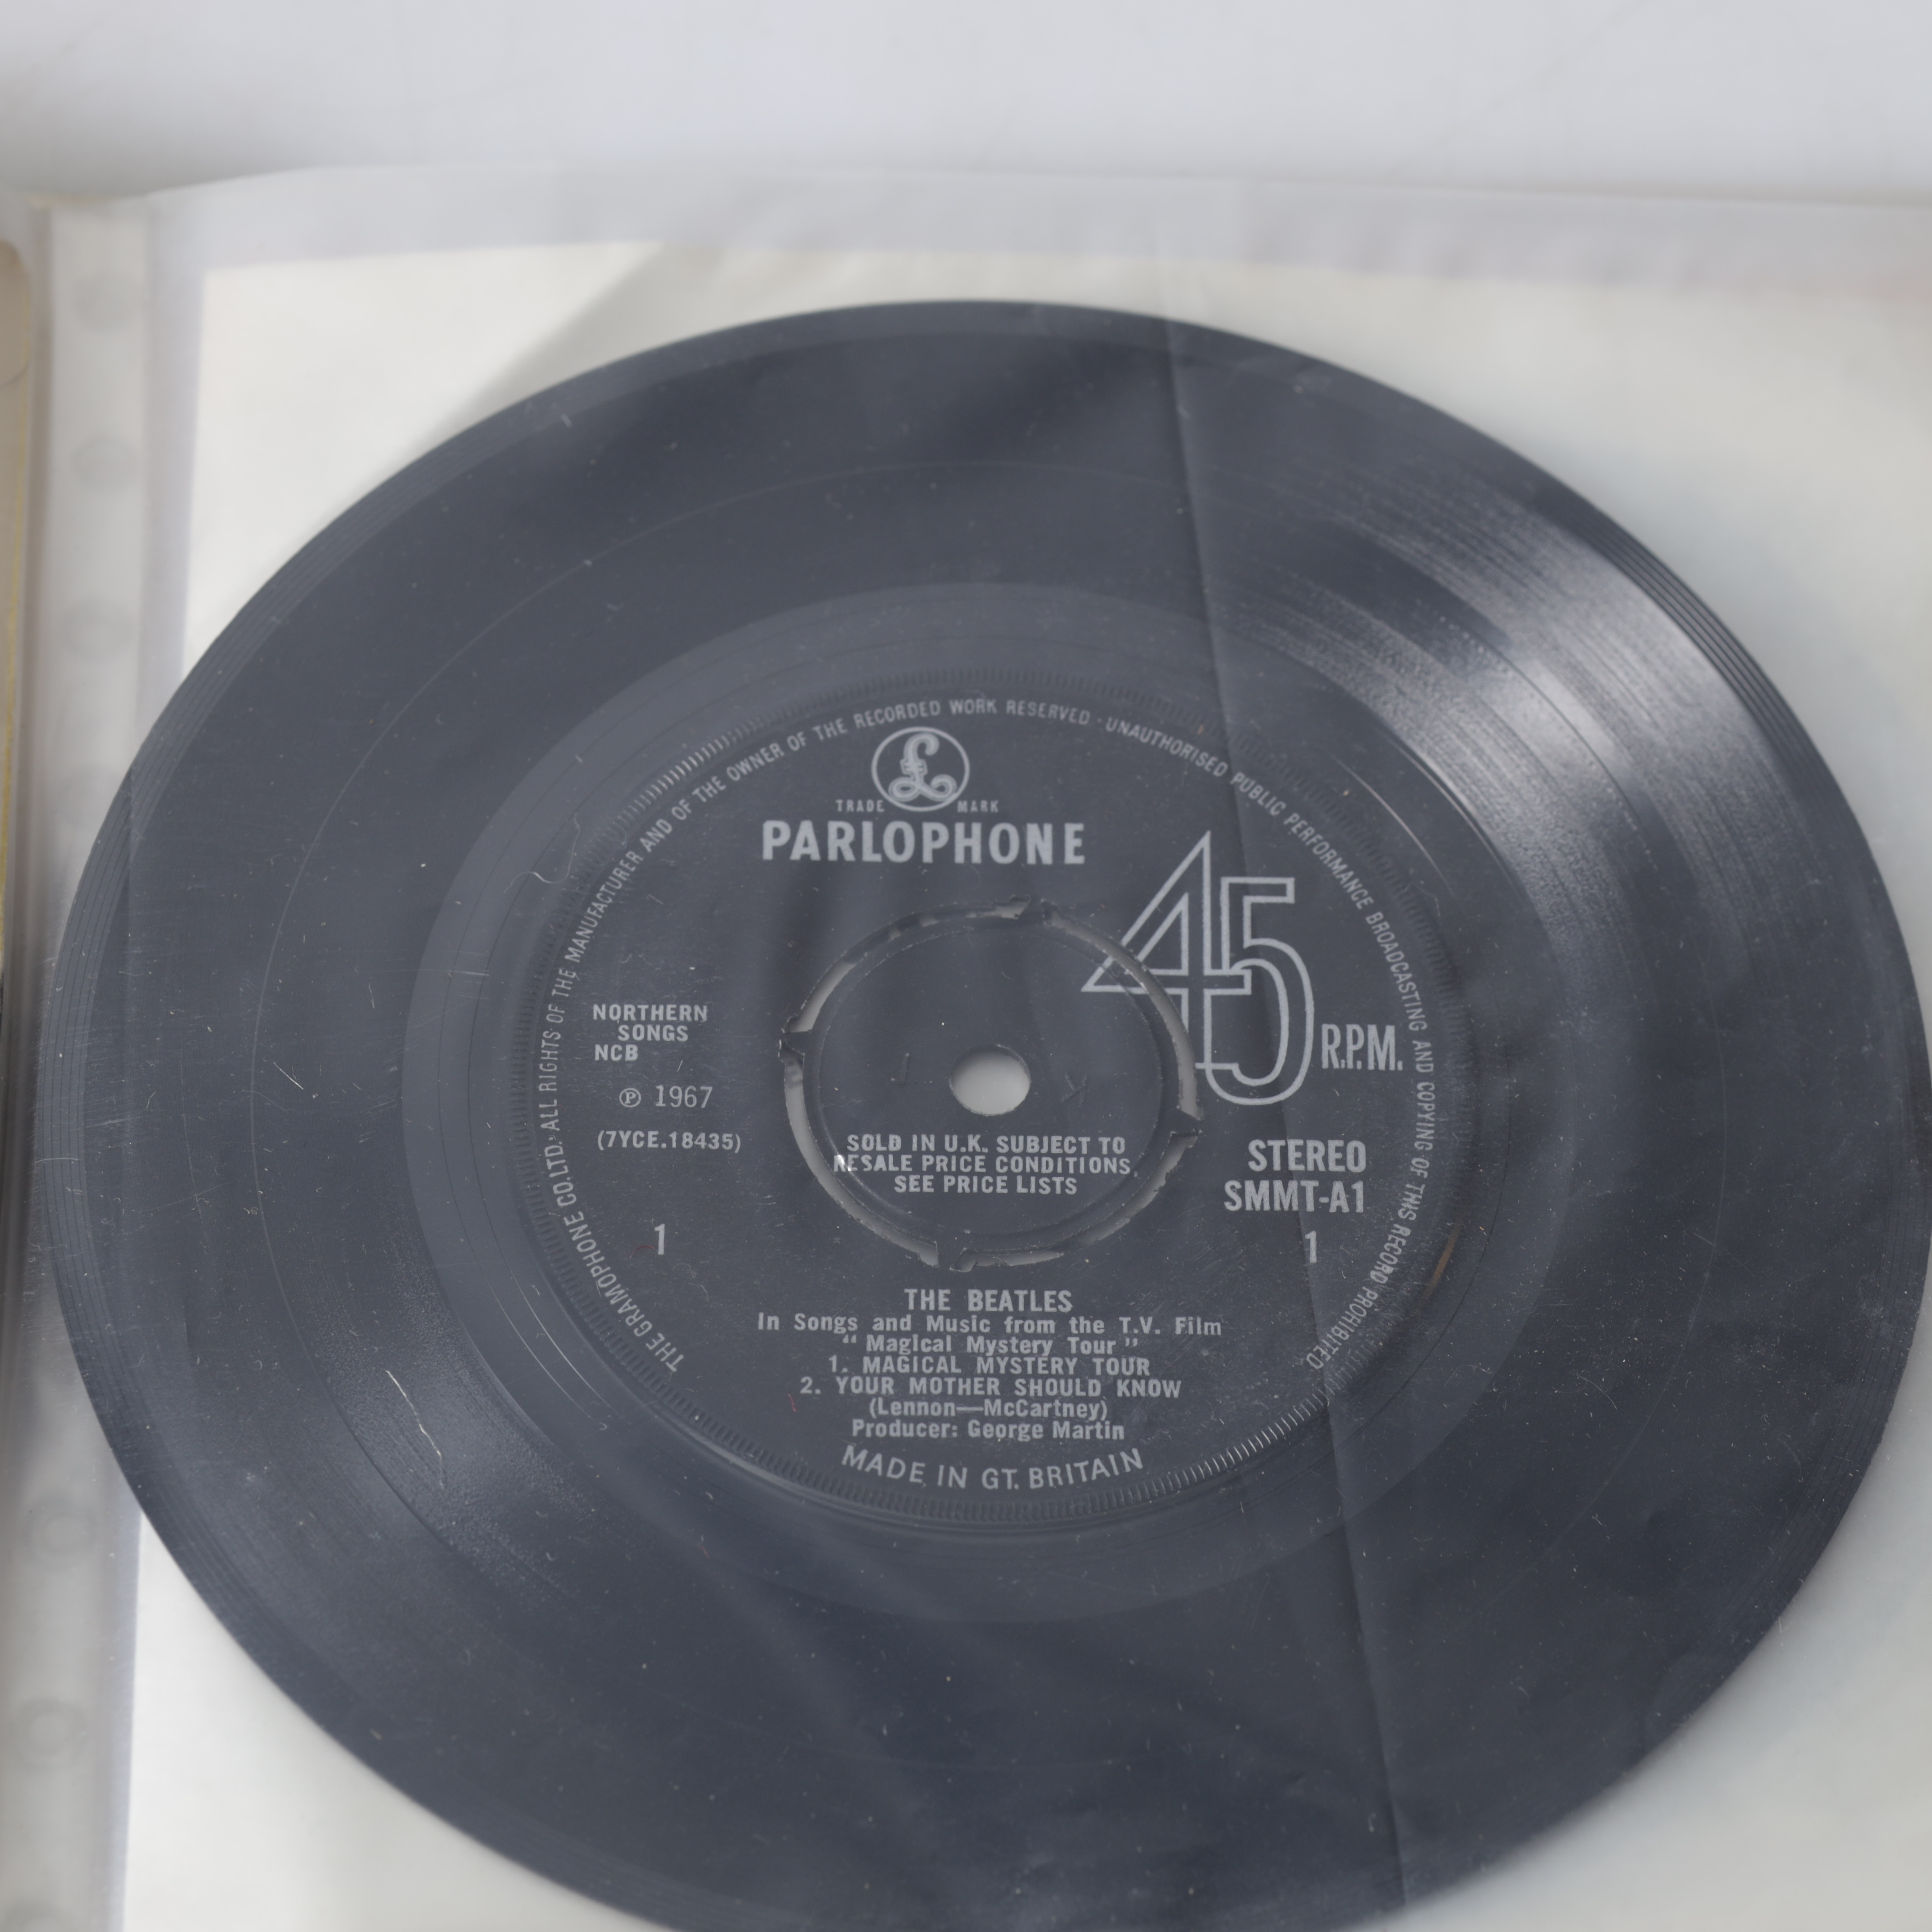 THE GRAMOPHONE CO.LTD. ALL RIGHTS OF THE MANUFACTURER AND OF THE OWNER OF THE RECORDED WORK RESERVED · UNAUTHORISED PUBLIC PERFORMANCE BROADCASTING AND COPYING OF THIS RECORD PROHIBITED
£
TRADE MARK
PARLOPHONE
45 R.P.M.
NORTHERN
SONGS
NCB
℗ 1967
(7YCE.18435)
SOLD IN U.K. SUBJECT TO
RESALE PRICE CONDITIONS,
SEE PRICE LISTS
STEREO
SMMT-A1
1
1
THE BEATLES
In Songs and Music from the T.V. Film
“ Magical Mystery Tour ”
1. MAGICAL MYSTERY TOUR
2. YOUR MOTHER SHOULD KNOW
(Lennon—McCartney)
Producer: George Martin
MADE IN GT. BRITAIN